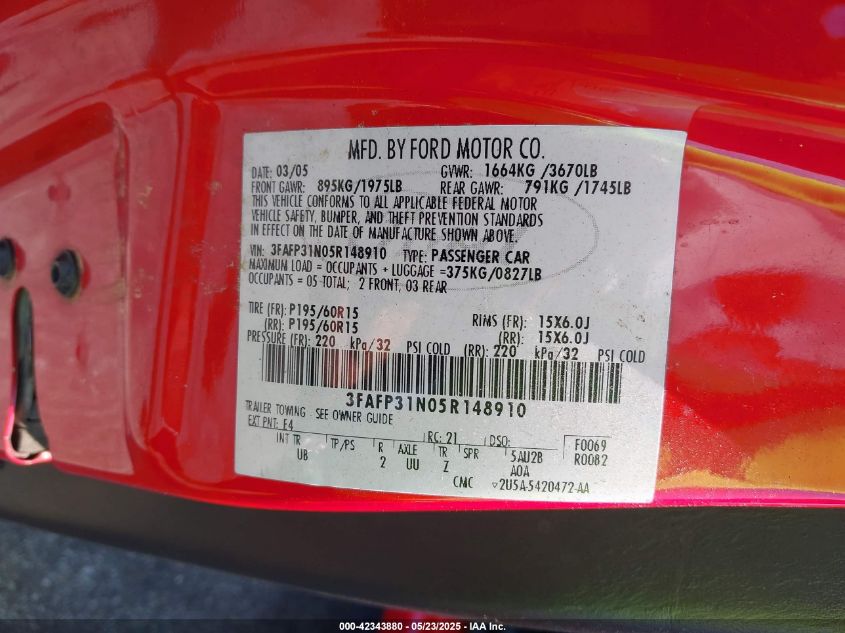 MFD. BY FORD MOTOR CO.
DATE: 03/05 GVWR: 1664KG /3670LB
FRONT GAWR: 895KG/1975LB REAR GAWR: 791KG /1745LB
THIS VEHICLE CONFORMS TO ALL APPLICABLE FEDERAL MOTOR
VEHICLE SAFETY, BUMPER, AND THEFT PREVENTION STANDARDS
IN EFFECT ON THE DATE OF MANUFACTURE SHOWN ABOVE.
VIN: 3FAFP31N05R148910 TYPE: PASSENGER CAR
MAXIMUM LOAD = OCCUPANTS + LUGGAGE =375KG/0827LB
OCCUPANTS = 05 TOTAL; 2 FRONT, 03 REAR
TIRE (FR): P195/60R15 RIMS (FR): 15X6.0J
(RR): P195/60R15 (RR): 15X6.0J
PRESSURE (FR): 220 kPa/32 PSI COLD (RR): 220 kPa/32 PSI COLD
3FAFP31N05R148910
TRAILER TOWING - SEE OWNER GUIDE
EXT PNT: E4 RC: 21 DSO: F0069
INT TR TP/PS R AXLE TR SPR 5AU2B R0082
UB 2 UU Z A0A
CMC ▽2U5A-5420472-AA
000-42343880 - 05/23/2025 - IAA Inc.